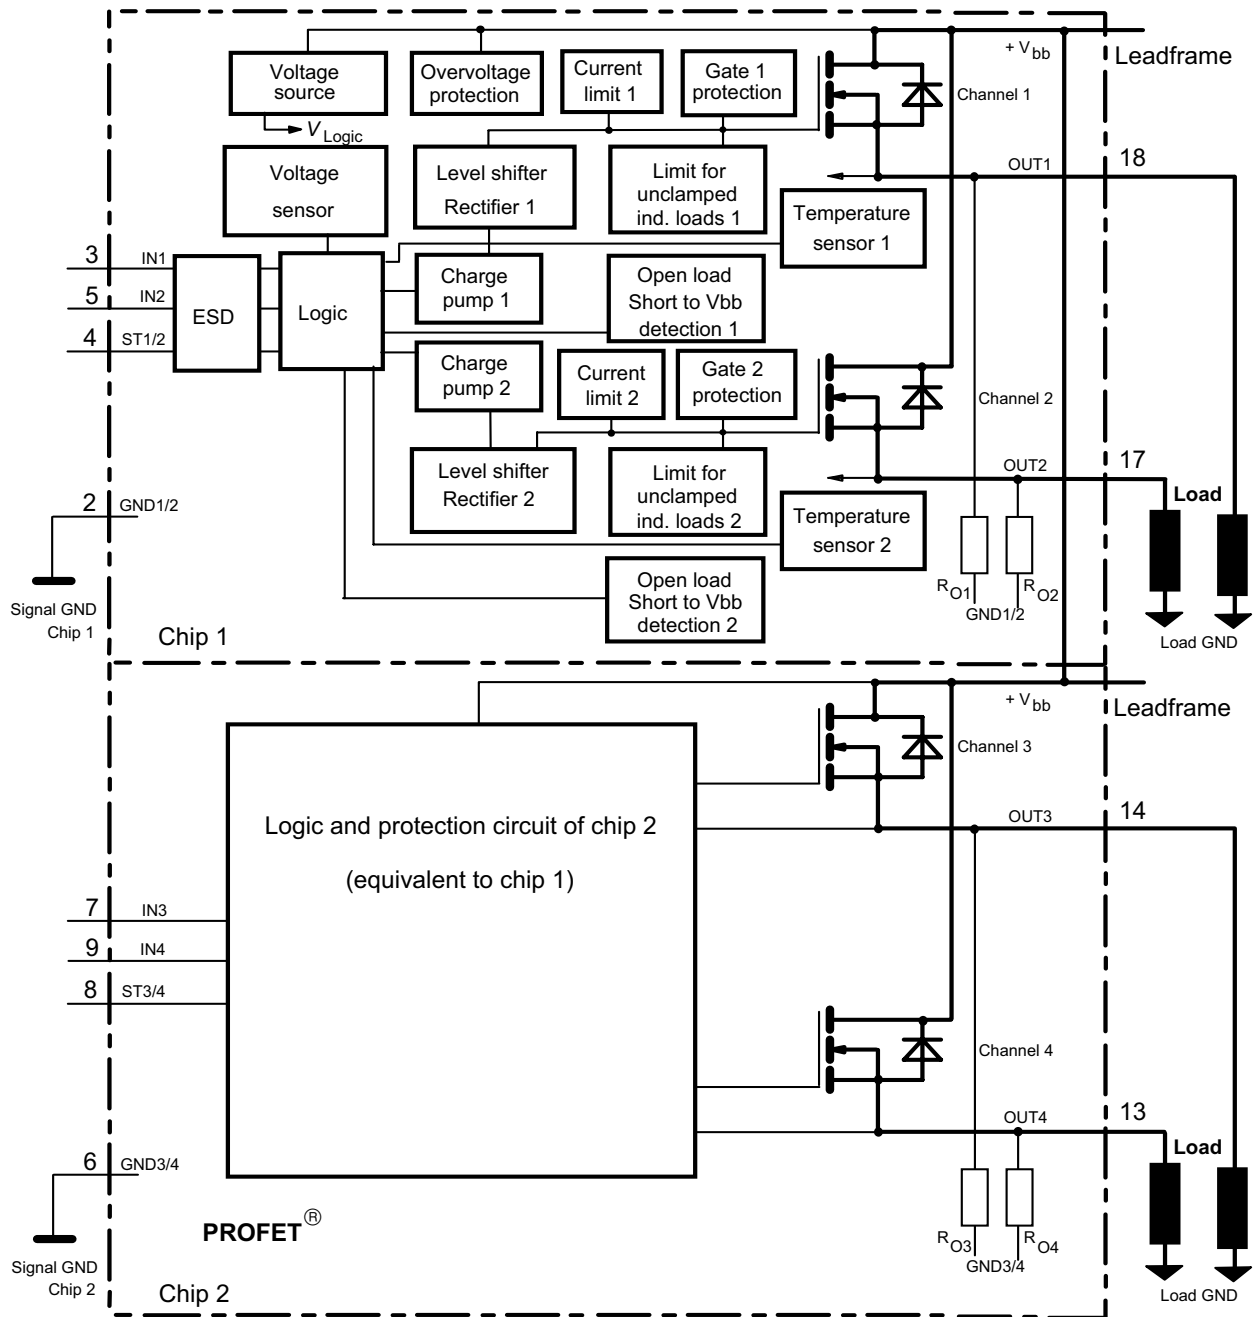 + Vbb
Leadframe
Voltage
source
Overvoltage
protection
Current
limit 1
Gate 1
protection
Channel 1
VLogic
Voltage
sensor
Level shifter
Rectifier 1
Limit for
unclamped
ind. loads 1
OUT1
18
Temperature
sensor 1
3
IN1
5
IN2
4
ST1/2
ESD
Logic
Charge
pump 1
Open load
Short to Vbb
detection 1
Charge
pump 2
Current
limit 2
Gate 2
protection
Channel 2
Level shifter
Rectifier 2
Limit for
unclamped
ind. loads 2
OUT2
17
Load
2
GND1/2
Temperature
sensor 2
Open load
Short to Vbb
detection 2
RO1
RO2
GND1/2
Signal GND
Chip 1
Chip 1
Load GND
+ Vbb
Leadframe
Channel 3
Logic and protection circuit of chip 2
(equivalent to chip 1)
OUT3
14
7
IN3
9
IN4
8
ST3/4
Channel 4
OUT4
13
Load
6
GND3/4
RO3
RO4
GND3/4
PROFET®
Signal GND
Chip 2
Chip 2
Load GND